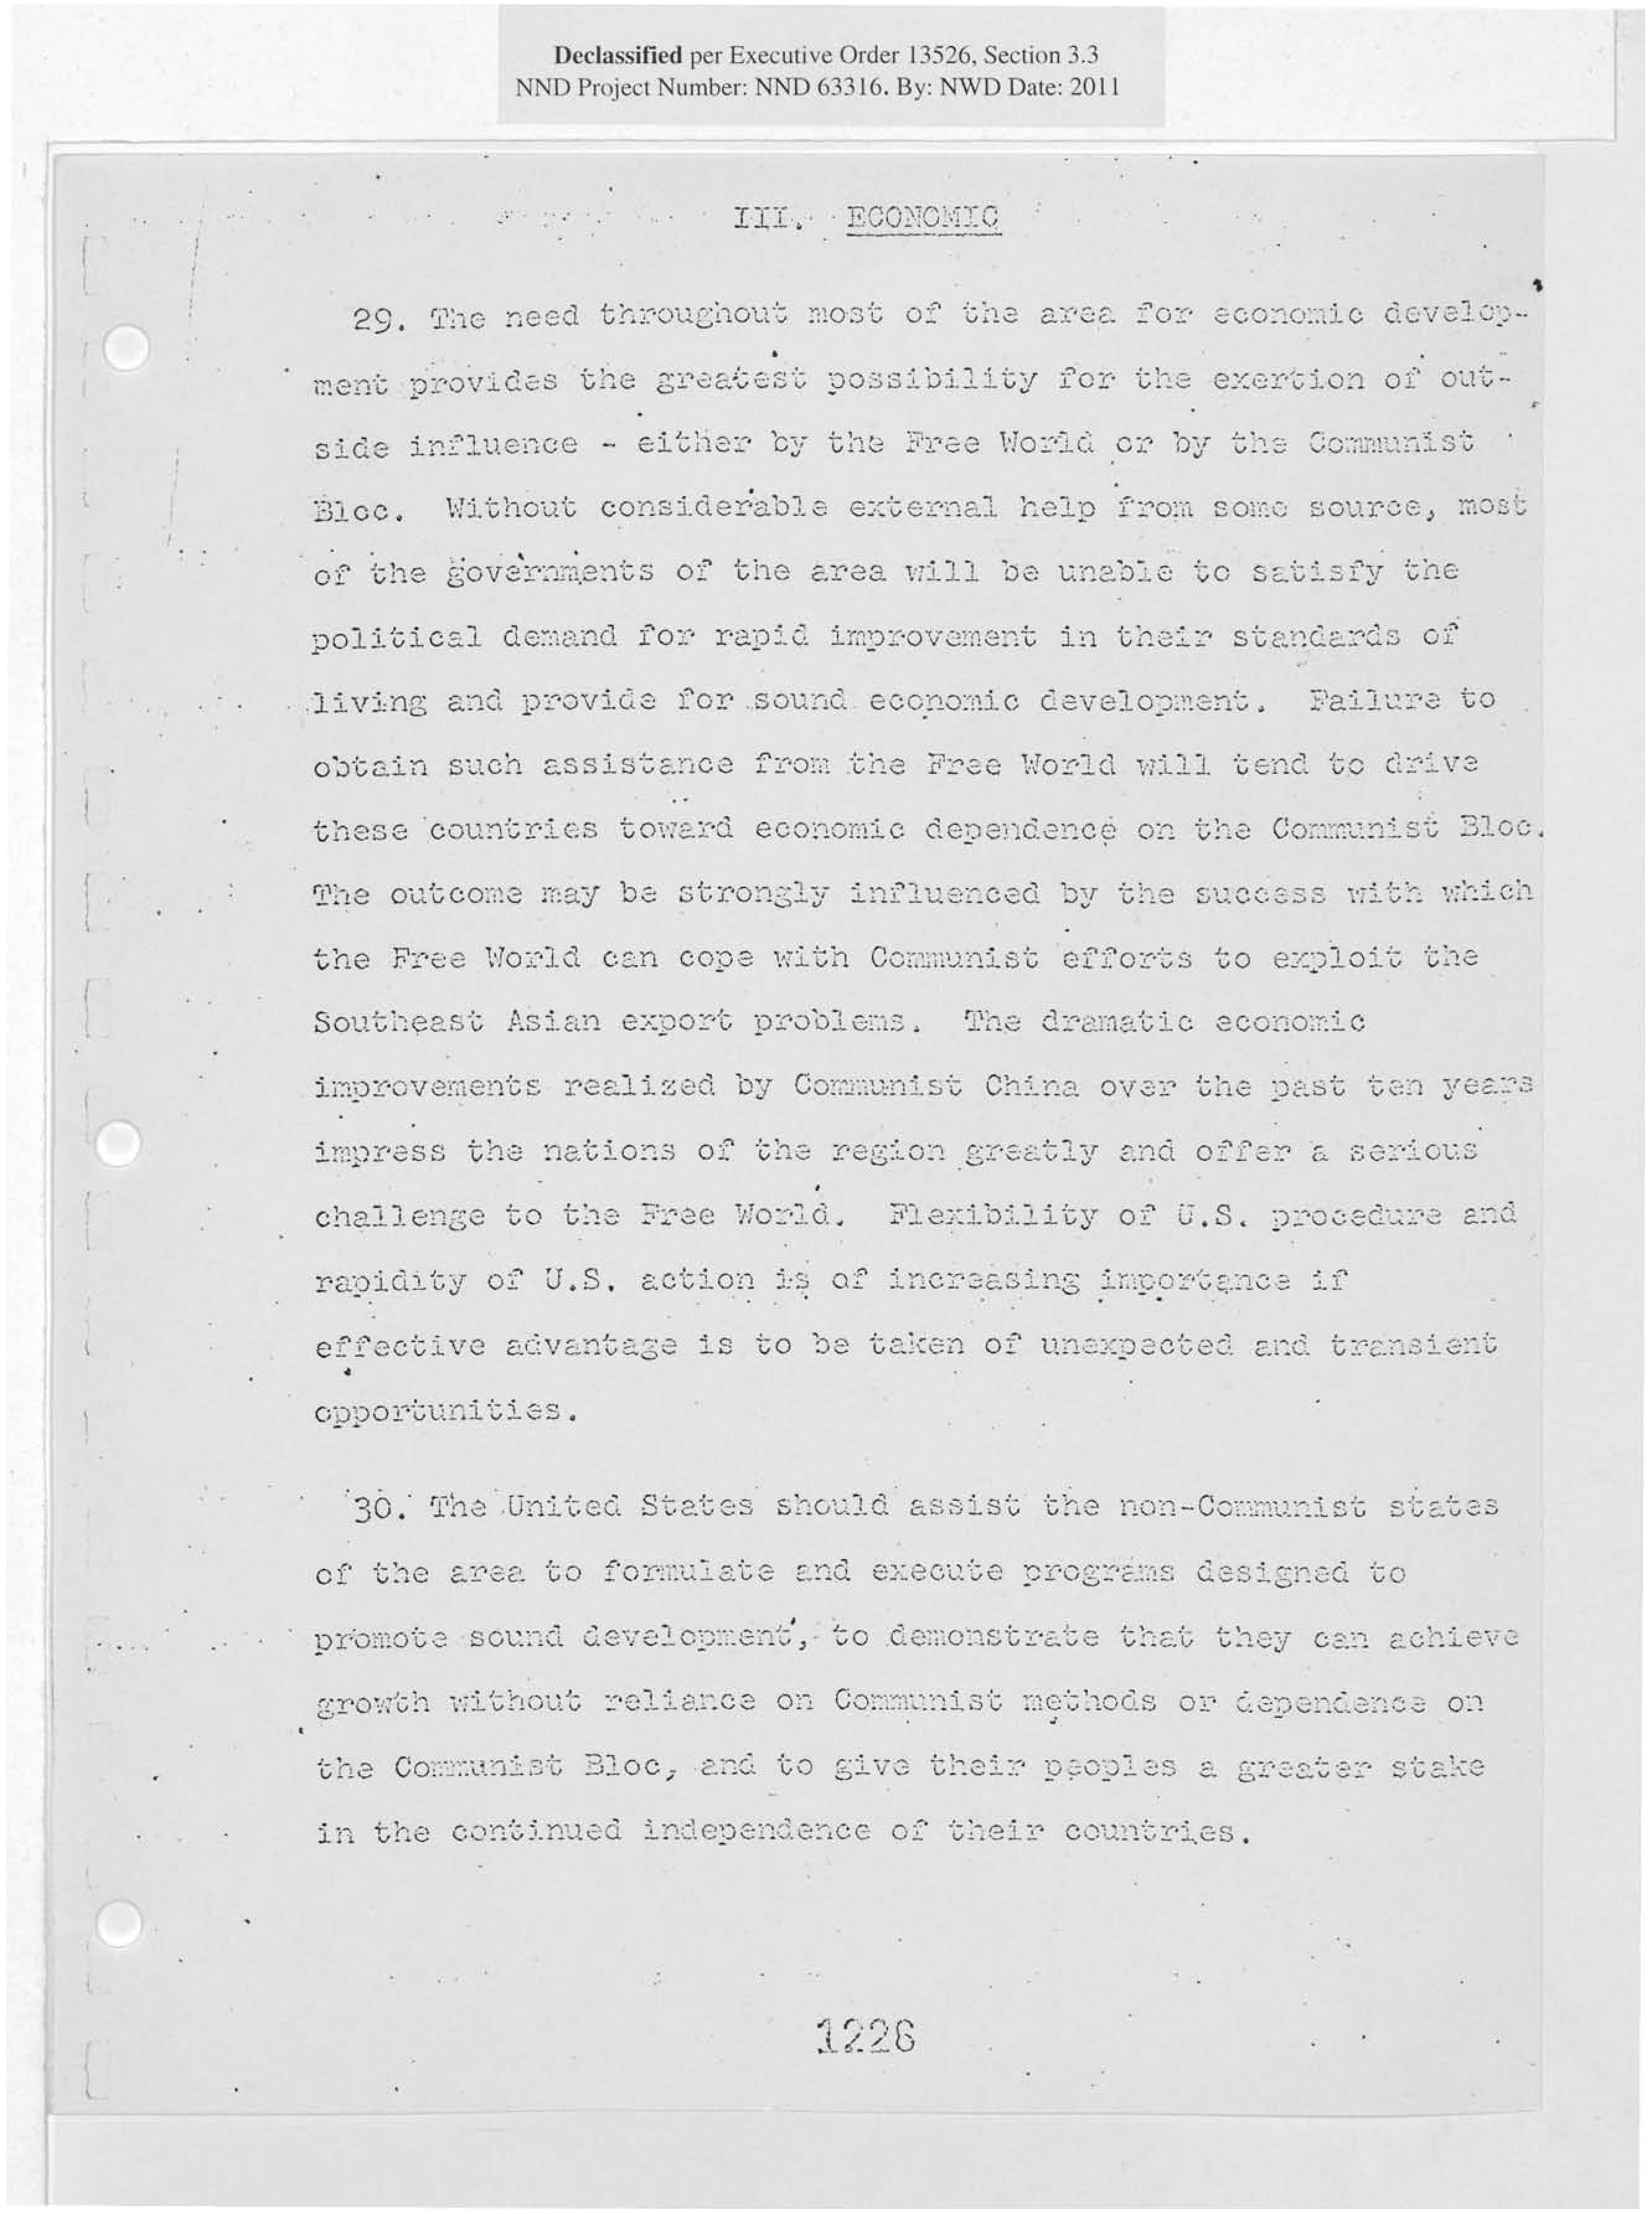 Declassified per Executive Order 13526, Section 3.3
NND Project Number: NND 63316. By: NWD Date: 2011
III. ECONOMIC
29. The need throughout most of the area for economic develop-
ment provides the greatest possibility for the exertion of out-
side influence - either by the Free World or by the Communist
Bloc. Without considerable external help from some source, most
of the governments of the area will be unable to satisfy the
political demand for rapid improvement in their standards of
living and provide for sound economic development. Failure to
obtain such assistance from the Free World will tend to drive
these countries toward economic dependence on the Communist Bloc.
The outcome may be strongly influenced by the success with which
the Free World can cope with Communist efforts to exploit the
Southeast Asian export problems. The dramatic economic
improvements realized by Communist China over the past ten years
impress the nations of the region greatly and offer a serious
challenge to the Free World. Flexibility of U.S. procedure and
rapidity of U.S. action is of increasing importance if
effective advantage is to be taken of unexpected and transient
opportunities.
30. The United States should assist the non-Communist states
of the area to formulate and execute programs designed to
promote sound development, to demonstrate that they can achieve
growth without reliance on Communist methods or dependence on
the Communist Bloc, and to give their peoples a greater stake
in the continued independence of their countries.
1226